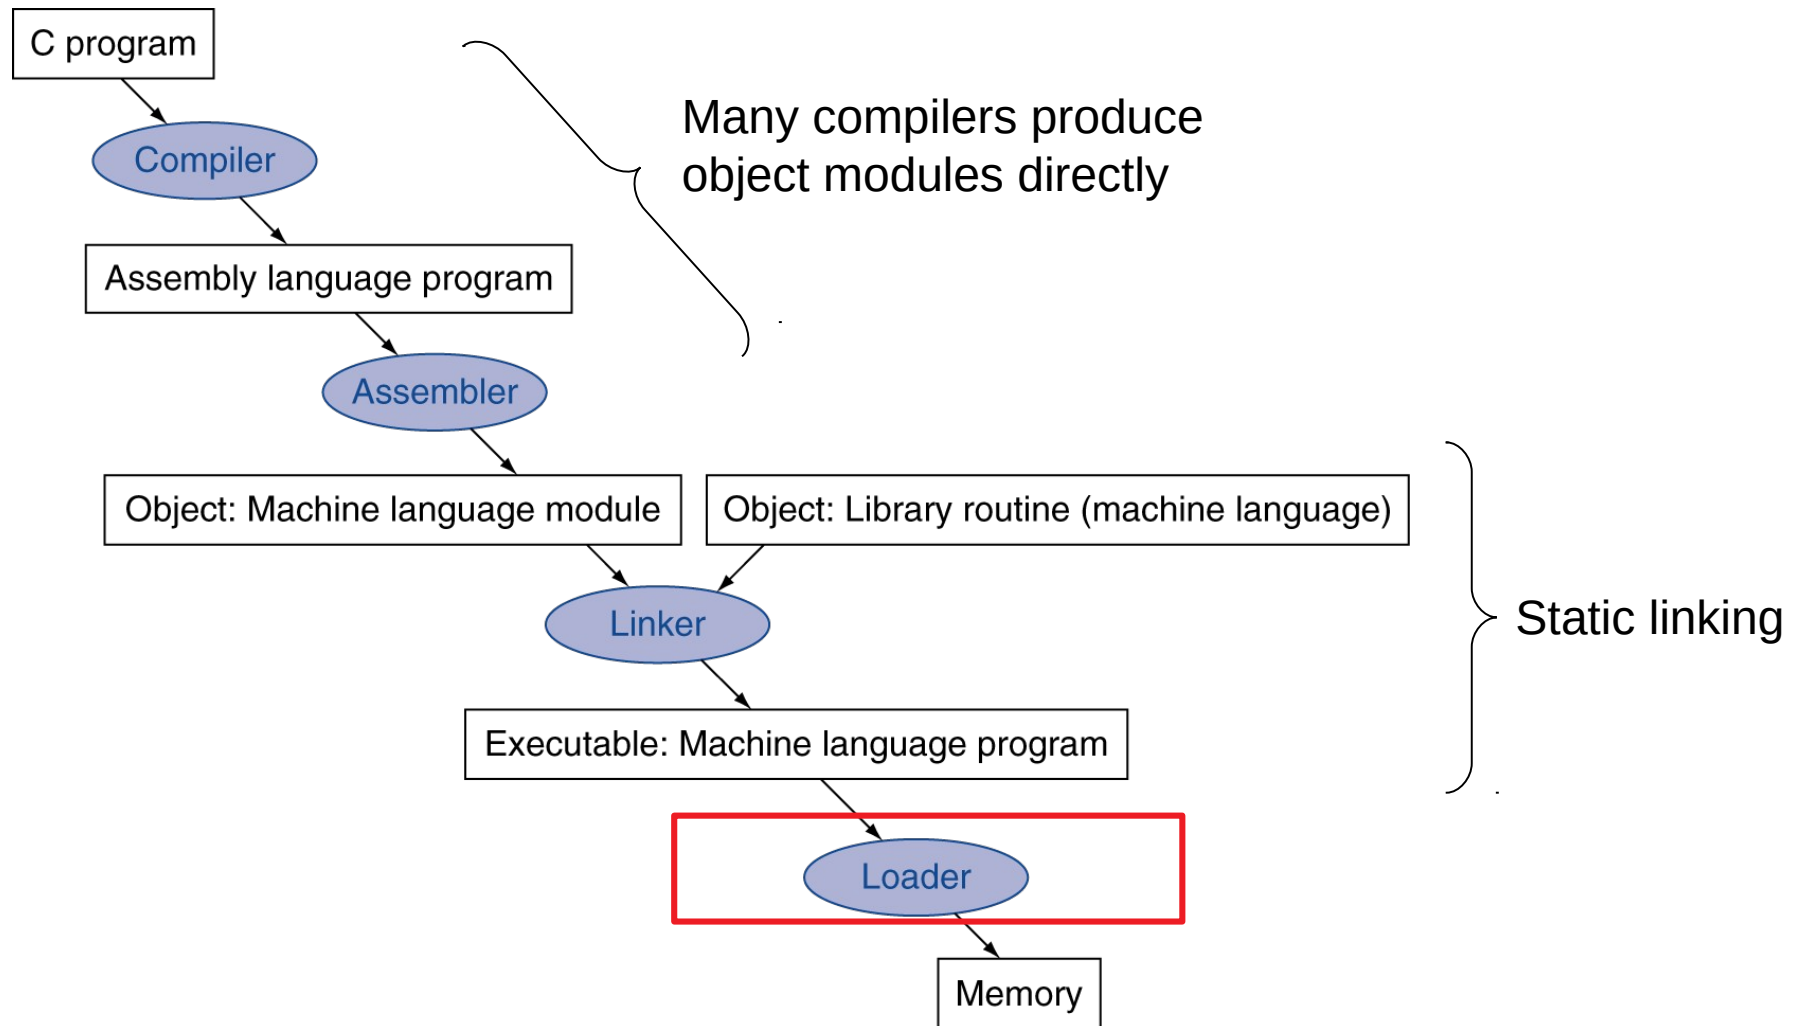 C program
Many compilers produce
object modules directly
Compiler
Assembly language program
Assembler
Object: Machine language module
Object: Library routine (machine language)
Linker
Static linking
Executable: Machine language program
Loader
Memory